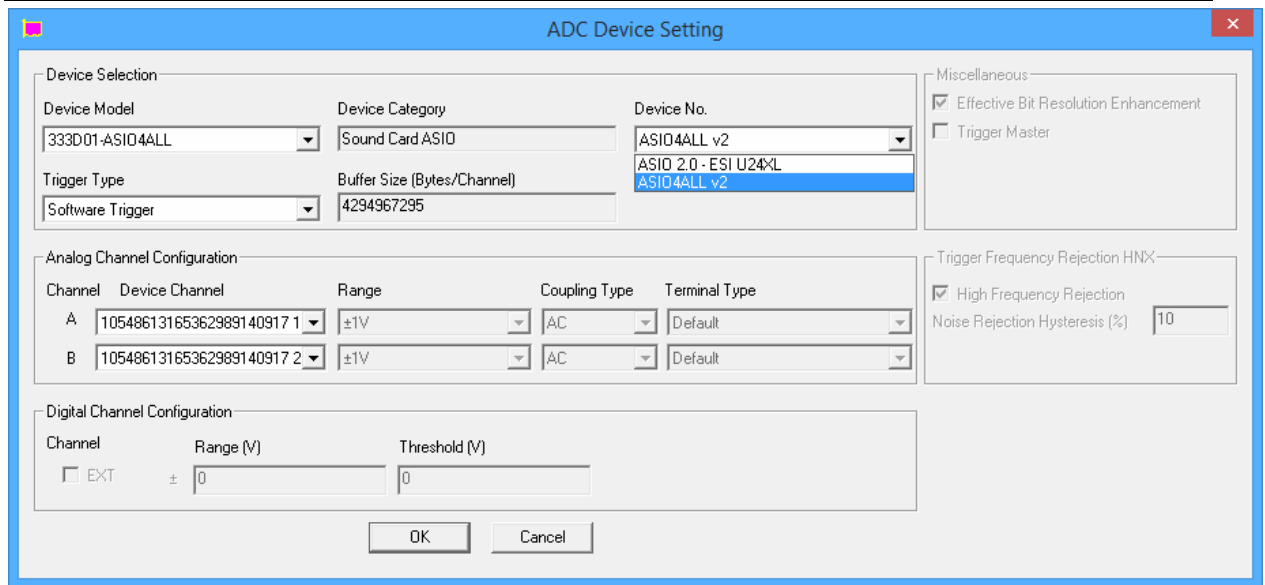 ADC Device Setting
Device Selection
Device Model
333D01-ASIO4ALL
Device Category
Sound Card ASIO
Device No.
ASIO4ALL v2
ASIO 2.0 - ESI U24XL
ASIO4ALL v2
Trigger Type
Software Trigger
Buffer Size (Bytes/Channel)
4294967295
Miscellaneous
Effective Bit Resolution Enhancement
Trigger Master
Analog Channel Configuration
Channel Device Channel Range Coupling Type Terminal Type
A 10548613165362989140917 1 ±1V AC Default
B 10548613165362989140917 2 ±1V AC Default
Trigger Frequency Rejection HNX
High Frequency Rejection
Noise Rejection Hysteresis (%) 10
Digital Channel Configuration
Channel Range (V) Threshold (V)
EXT ± 0 0
OK Cancel